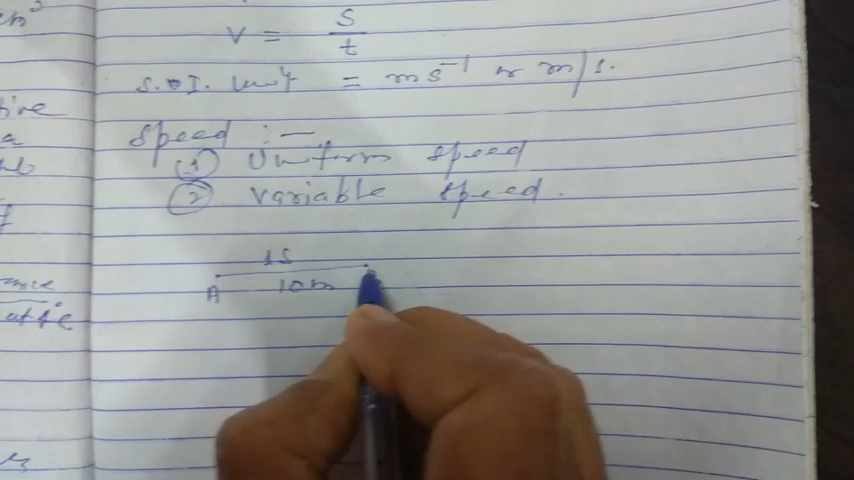 V = S/t
S.I. Unit = ms⁻¹ or m/s.
Speed :—
(1) Uniform speed
(2) Variable speed.
1S
A 10m